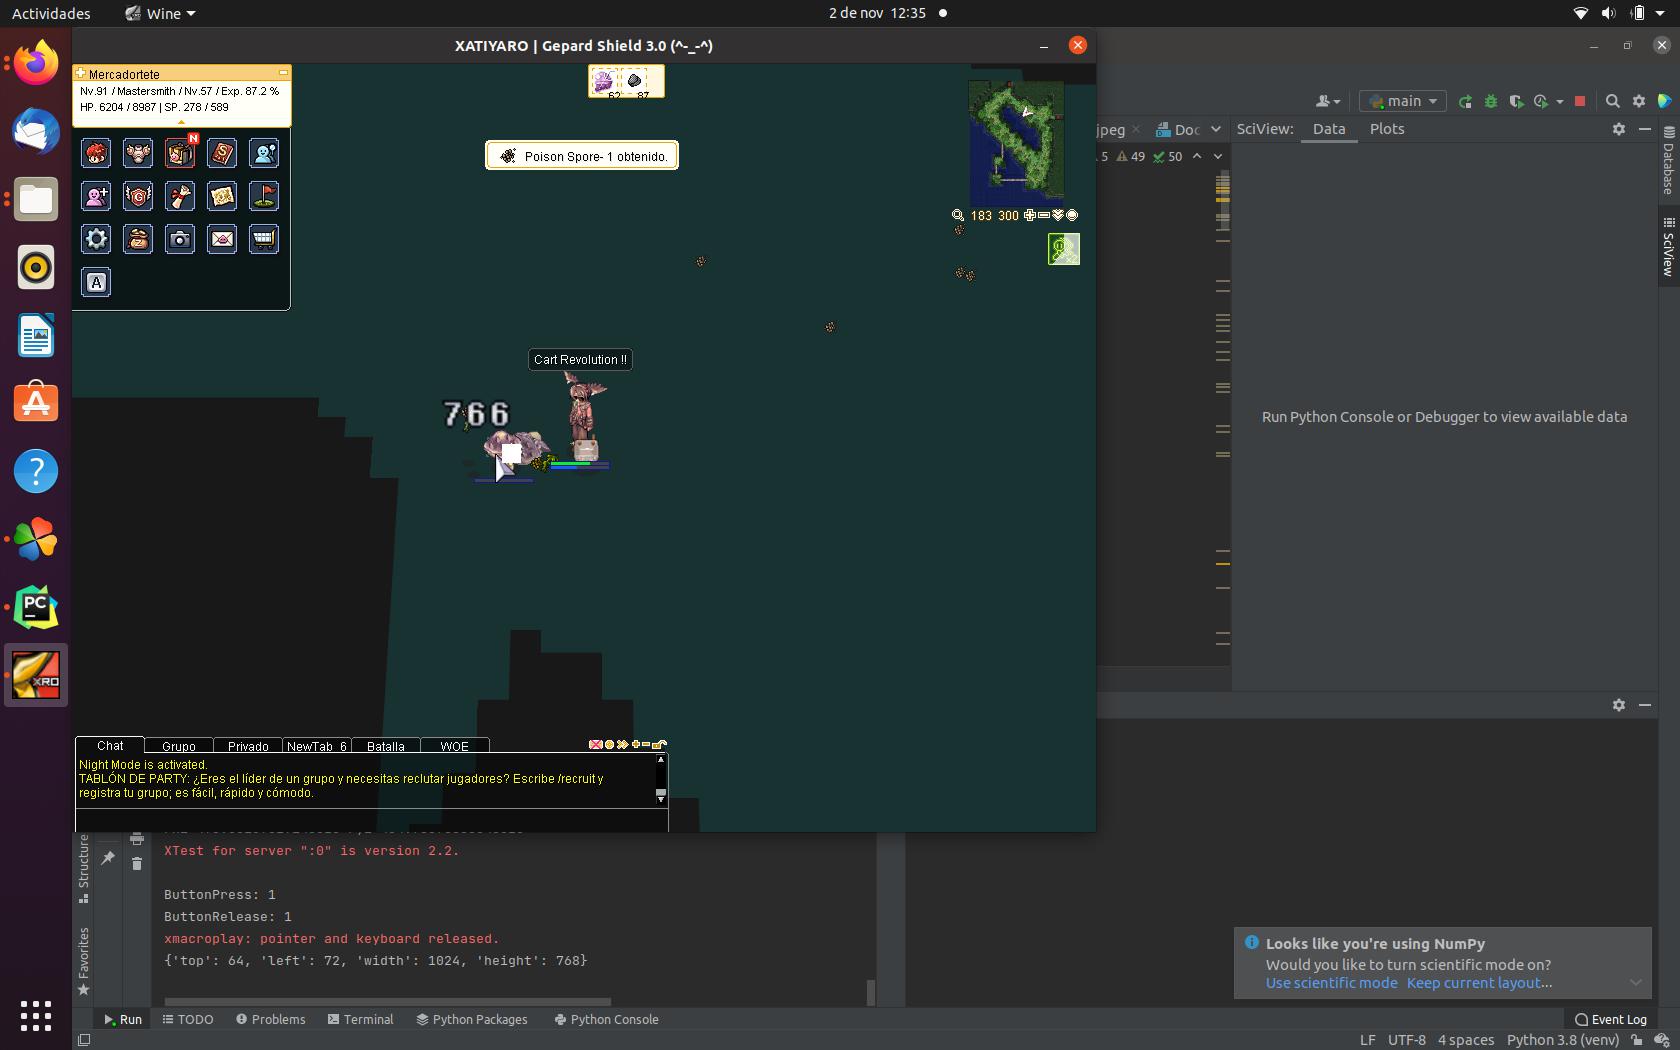 Actividades
Wine
2 de nov 12:35
XATIYARO | Gepard Shield 3.0 (^-_-^)
Mercadortete
Nv.91 / Mastersmith / Nv.57 / Exp. 87.2 %
HP. 6204 / 8987 | SP. 278 / 589
N
A
62
87
Poison Spore- 1 obtenido.
183 300
Cart Revolution !!
766
Chat
Grupo
Privado
NewTab_6
Batalla
WOE
Night Mode is activated.
TABLÓN DE PARTY: ¿Eres el líder de un grupo y necesitas reclutar jugadores? Escribe /recruit y
registra tu grupo; es fácil, rápido y cómodo.
main
jpeg
Doc
SciView:
Data
Plots
5
49
50
Database
SciView
Run Python Console or Debugger to view available data
PC
XRO
Structure
Favorites
XTest for server ":0" is version 2.2.
ButtonPress: 1
ButtonRelease: 1
xmacroplay: pointer and keyboard released.
{'top': 64, 'left': 72, 'width': 1024, 'height': 768}
Looks like you're using NumPy
Would you like to turn scientific mode on?
Use scientific mode Keep current layout...
Run
TODO
Problems
Terminal
Python Packages
Python Console
Event Log
LF UTF-8 4 spaces Python 3.8 (venv)